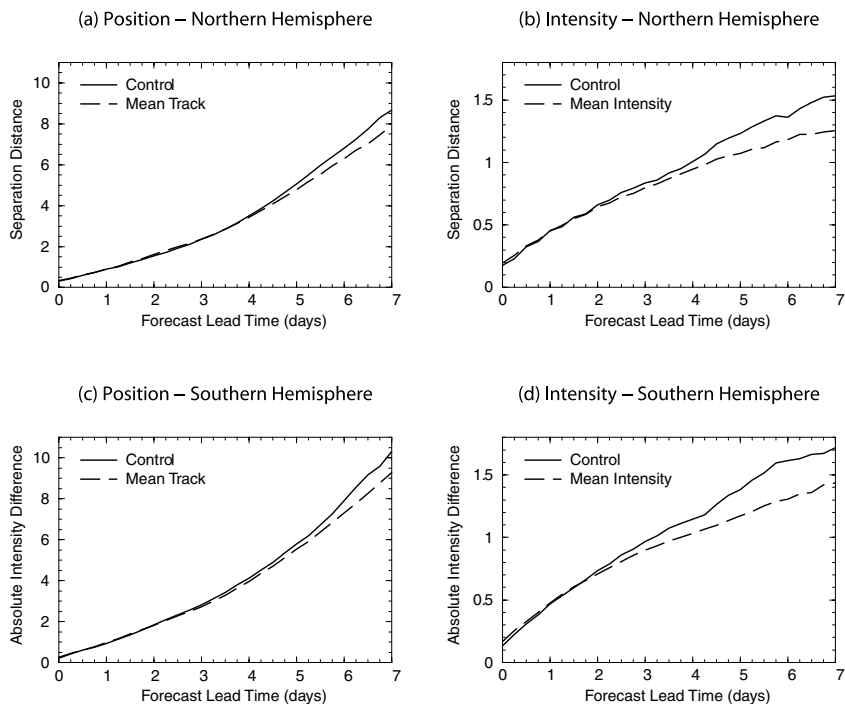 (a) Position – Northern Hemisphere
Separation Distance
10
8
6
4
2
0
Control
Mean Track
0 1 2 3 4 5 6 7
Forecast Lead Time (days)
(b) Intensity – Northern Hemisphere
Separation Distance
1.5
1
0.5
0
Control
Mean Intensity
0 1 2 3 4 5 6 7
Forecast Lead Time (days)
(c) Position – Southern Hemisphere
Absolute Intensity Difference
10
8
6
4
2
0
Control
Mean Track
0 1 2 3 4 5 6 7
Forecast Lead Time (days)
(d) Intensity – Southern Hemisphere
Absolute Intensity Difference
1.5
1
0.5
0
Control
Mean Intensity
0 1 2 3 4 5 6 7
Forecast Lead Time (days)